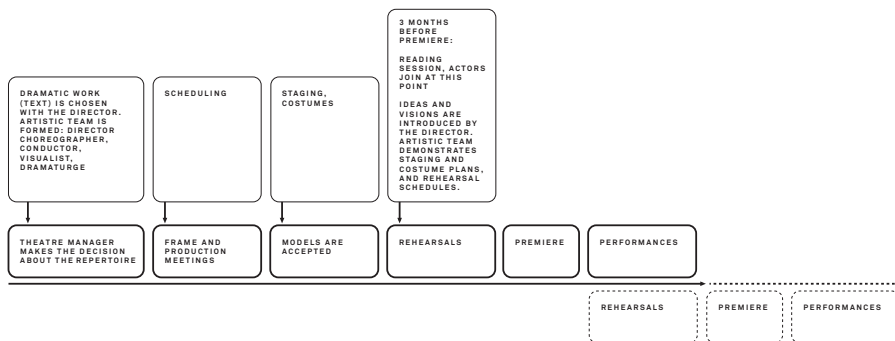 DRAMATIC WORK
(TEXT) IS CHOSEN
WITH THE DIRECTOR.
ARTISTIC TEAM IS
FORMED: DIRECTOR
CHOREOGRAPHER,
CONDUCTOR,
VISUALIST,
DRAMATURGE
SCHEDULING
STAGING,
COSTUMES
3 MONTHS
BEFORE
PREMIERE:
READING
SESSION, ACTORS
JOIN AT THIS
POINT
IDEAS AND
VISIONS ARE
INTRODUCED BY
THE DIRECTOR.
ARTISTIC TEAM
DEMONSTRATES
STAGING AND
COSTUME PLANS,
AND REHEARSAL
SCHEDULES.
THEATRE MANAGER
MAKES THE DECISION
ABOUT THE REPERTOIRE
FRAME AND
PRODUCTION
MEETINGS
MODELS ARE
ACCEPTED
REHEARSALS
PREMIERE
PERFORMANCES
REHEARSALS
PREMIERE
PERFORMANCES